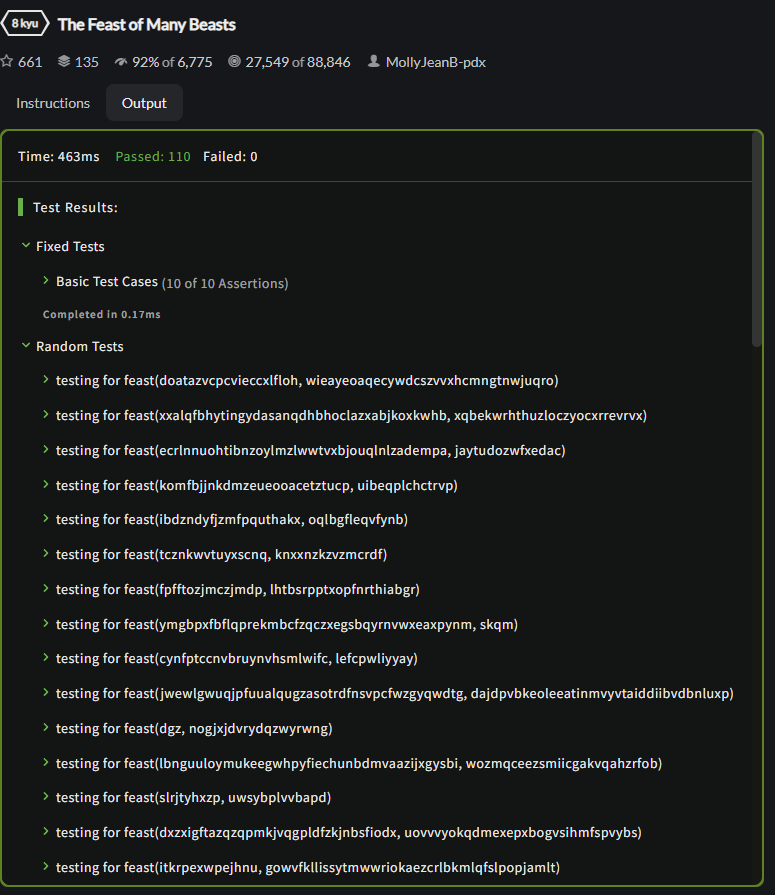 8 kyu The Feast of Many Beasts
661 135 92% of 6,775 27,549 of 88,846 MollyJeanB-pdx
Instructions Output
Time: 463ms Passed: 110 Failed: 0
Test Results:
Fixed Tests
Basic Test Cases (10 of 10 Assertions)
Completed in 0.17ms
Random Tests
testing for feast(doatazvcpcvieccxlfloh, wieayeoaqecywdcszvvxhcmngtnwjuqro)
testing for feast(xxalqfbhytingydasanqdhbhoclazxabjkoxkwhb, xqbekwrhthuzloczyocxrrevrvx)
testing for feast(ecrlnnuohtibnzoylmzlwwtvxbjouqlnlzadempa, jaytudozwfxedac)
testing for feast(komfbjjnkdmzeueooacetztucp, uibeqplchctrvp)
testing for feast(ibdzndyfjzmfpquthakx, oqlbgfleqvfynb)
testing for feast(tcznkwvtuyxscnq, knxxnzkzvzmcrdf)
testing for feast(fpfftozjmczjmdp, lhtbsrpptxopfnrthiabgr)
testing for feast(ymgbpxfbflqprekmbcfzqczxegsbqyrnvwxeaxpynm, skqm)
testing for feast(cynfptccnvbruynvhsmlwifc, lefcpwliyyay)
testing for feast(jwewlgwuqjpfuualqugzasotrdfnsvpcfwzgyqwdtg, dajdpvbkeoleeatinmvyvtaiddiibvdbnluxp)
testing for feast(dgz, nogjxjdvrydqzwyrwng)
testing for feast(lbnguuloymukeegwhpyfiechunbdmvaazijxgysbi, wozmqceezsmiicgakvqahzrfob)
testing for feast(slrjtyhxzp, uwsybplvvbapd)
testing for feast(dxzxigftazqzqpmkjvqgpldfzkjnbsfiodx, uovvvyokqdmexepxbogvsihmfspvybs)
testing for feast(itkrpexwpejhnu, gowvfkllissytmwwriokaezcrlbkmlqfslpopjamlt)